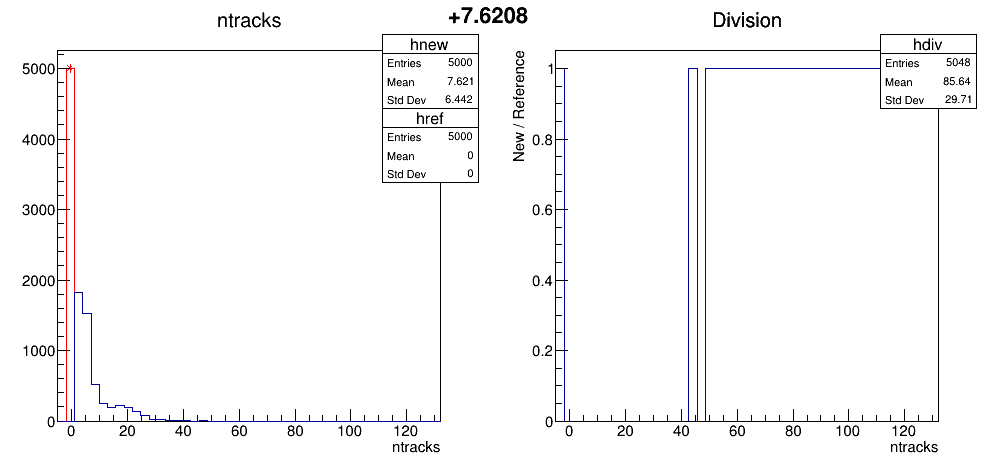 +7.6208
ntracks
hnew
Entries 5000
Mean 7.621
Std Dev 6.442
href
Entries 5000
Mean 0
Std Dev 0
5000
4000
3000
2000
1000
0
0 20 40 60 80 100 120
ntracks
Division
hdiv
Entries 5048
Mean 85.64
Std Dev 29.71
New / Reference
1
0.8
0.6
0.4
0.2
0
0 20 40 60 80 100 120
ntracks